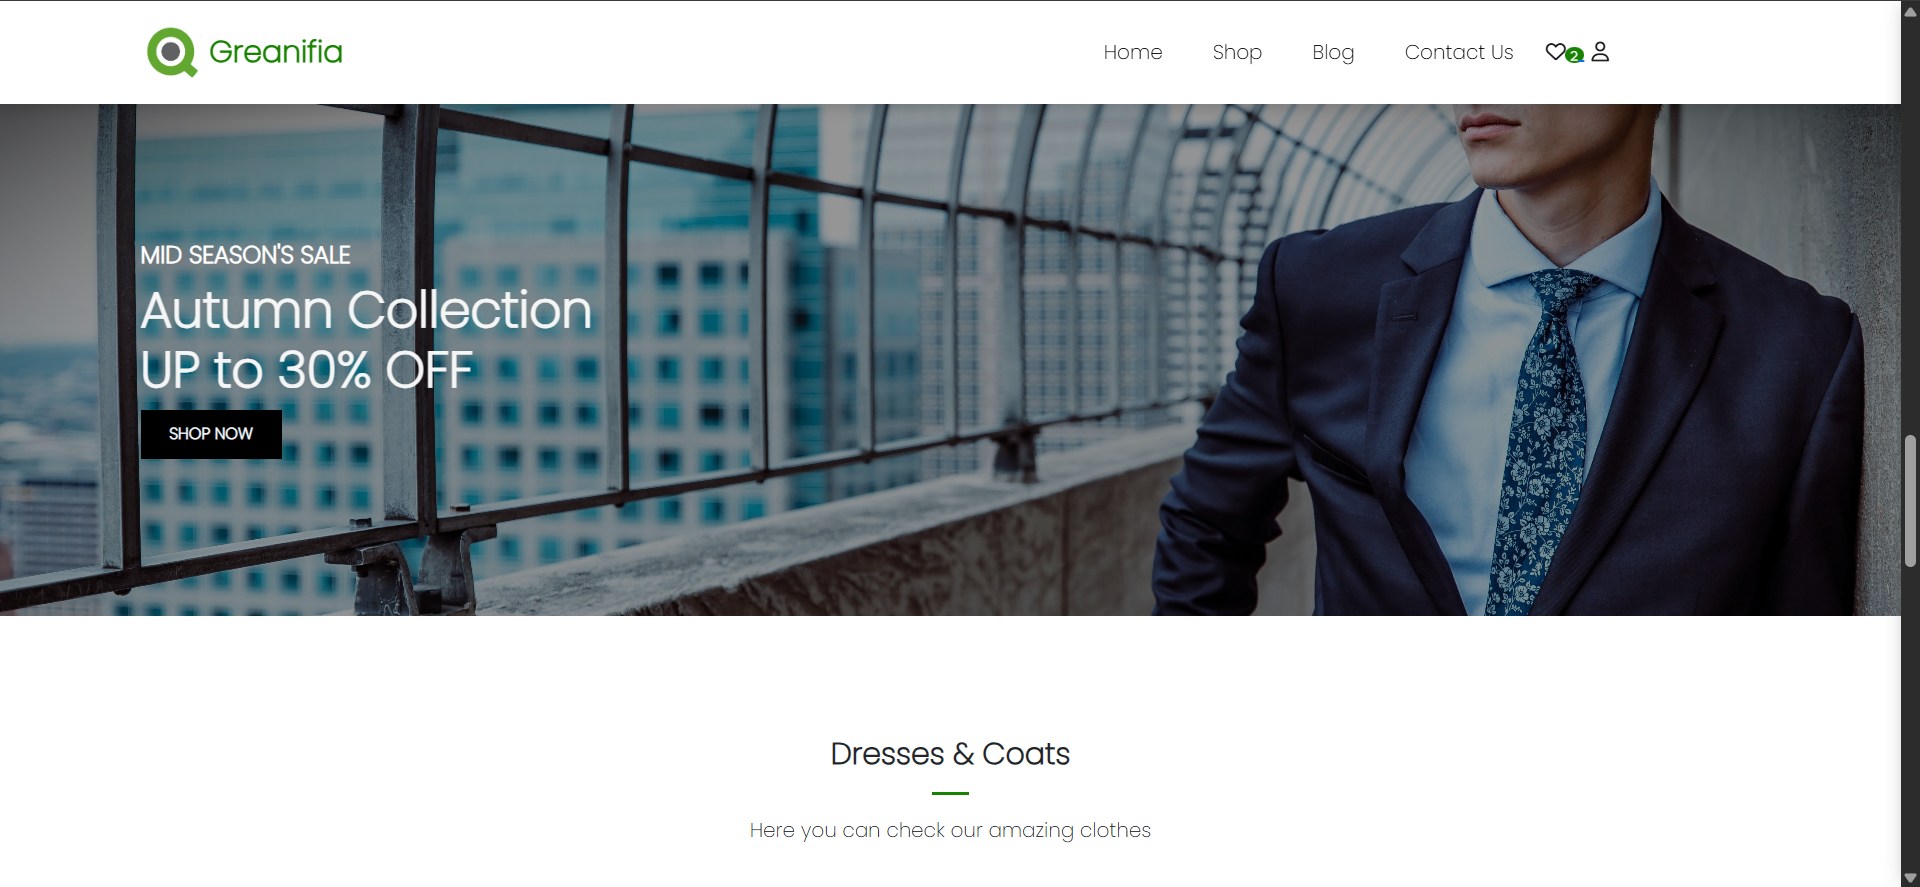 Greanifia
Home Shop Blog Contact Us 2
MID SEASON'S SALE
Autumn Collection
UP to 30% OFF
SHOP NOW
Dresses & Coats
Here you can check our amazing clothes